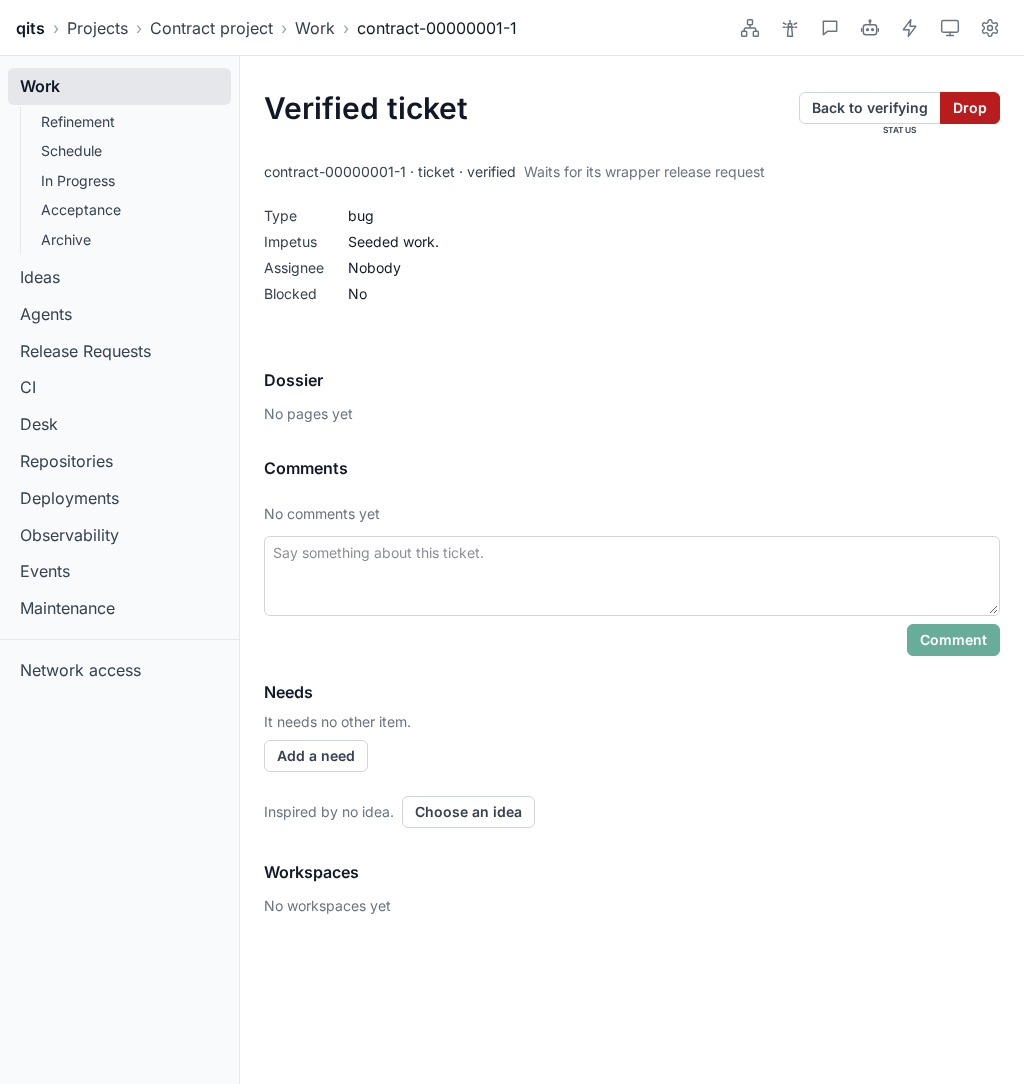 qits › Projects › Contract project › Work › contract-00000001-1
Work
Refinement
Schedule
In Progress
Acceptance
Archive
Ideas
Agents
Release Requests
CI
Desk
Repositories
Deployments
Observability
Events
Maintenance
Network access
Verified ticket
Back to verifying
Drop
STATUS
contract-00000001-1 · ticket · verified Waits for its wrapper release request
Type bug
Impetus Seeded work.
Assignee Nobody
Blocked No
Dossier
No pages yet
Comments
No comments yet
Say something about this ticket.
Comment
Needs
It needs no other item.
Add a need
Inspired by no idea. Choose an idea
Workspaces
No workspaces yet